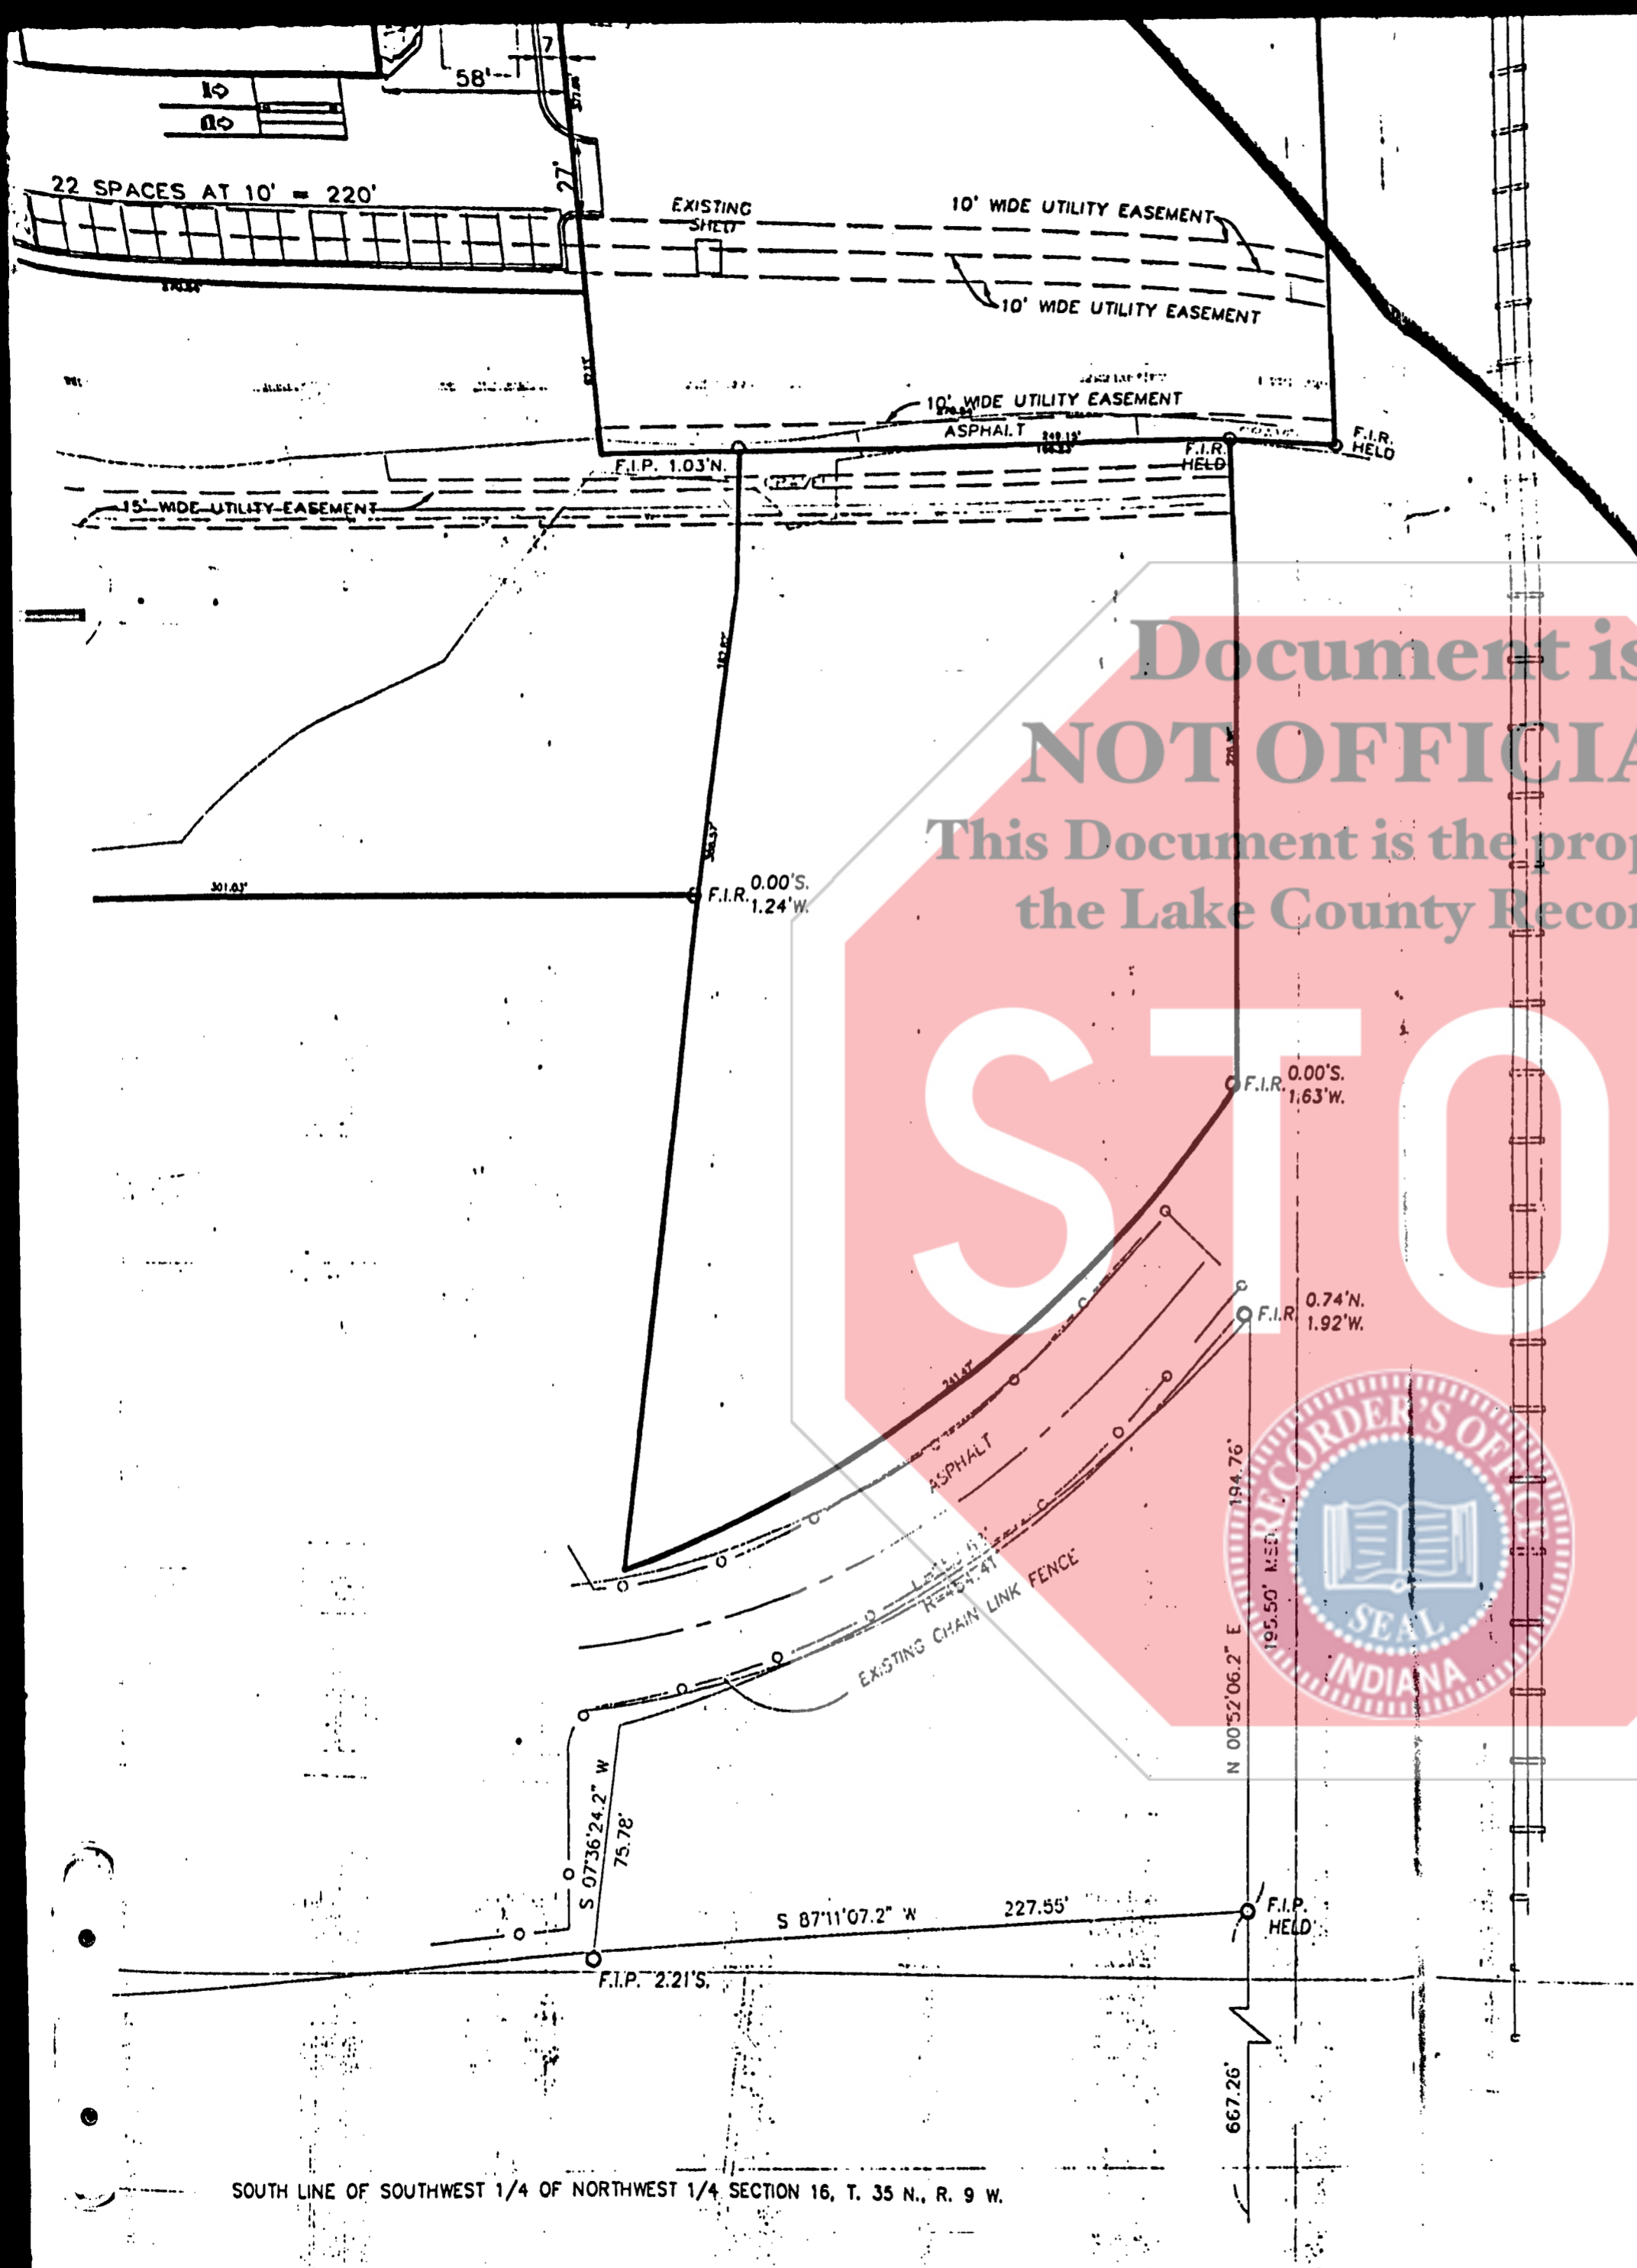 7
58'
27'
22 SPACES AT 10' = 220'
EXISTING
SHED
10' WIDE UTILITY EASEMENT
10' WIDE UTILITY EASEMENT
10' WIDE UTILITY EASEMENT
ASPHALT
249.15'
F.I.R.
HELD
F.I.R.
HELD
F.I.P. 1.03'N.
15' WIDE UTILITY EASEMENT
Document is
NOT OFFICIA
This Document is the prop
the Lake County Recor
301.03'
F.I.R. 0.00'S.
1.24'W.
STO
F.I.R. 0.00'S.
1.63'W.
F.I.R. 0.74'N.
1.92'W.
ASPHALT
EXISTING CHAIN LINK FENCE
N 00°52'06.2" E 194.76'
195.50' MED.
RECORDER'S OFFICE
SEAL
INDIANA
S 07°36'24.2" W
75.78'
S 87°11'07.2" W 227.55'
F.I.P.
HELD
F.I.P. 2.21'S.
667.26'
SOUTH LINE OF SOUTHWEST 1/4 OF NORTHWEST 1/4 SECTION 16, T. 35 N., R. 9 W.